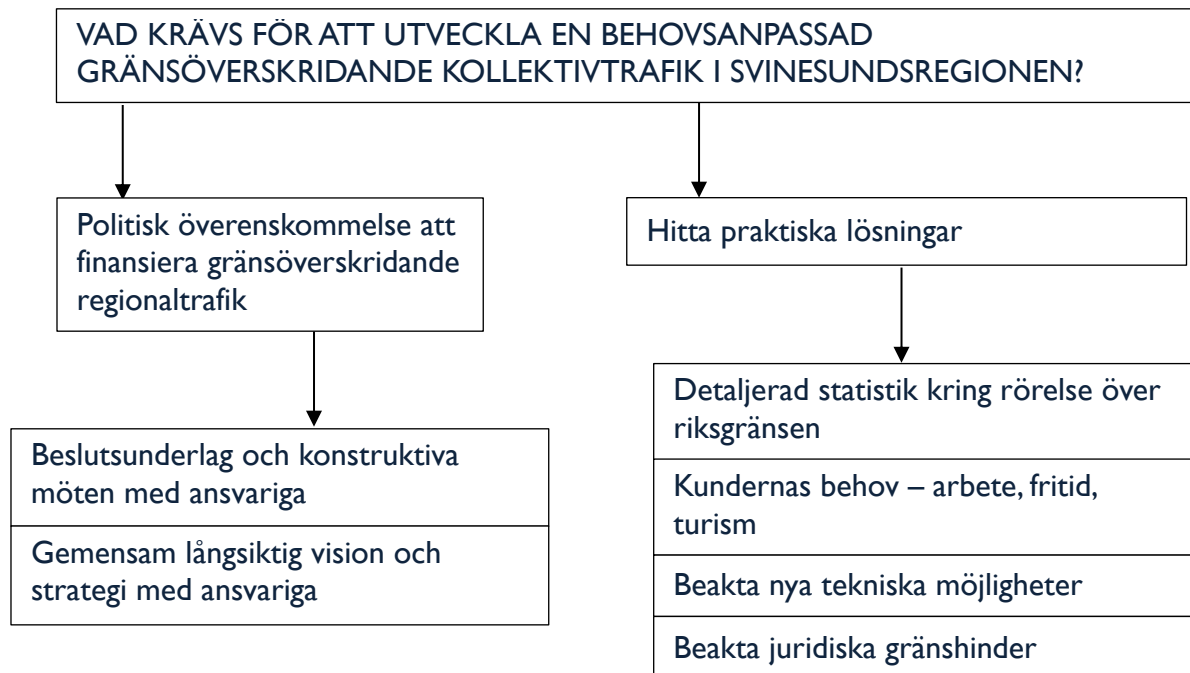 VAD KRÄVS FÖR ATT UTVECKLA EN BEHOVSANPASSAD
GRÄNSÖVERSKRIDANDE KOLLEKTIVTRAFIK I SVINESUNDSREGIONEN?
Politisk överenskommelse att
finansiera gränsöverskridande
regionaltrafik
Beslutsunderlag och konstruktiva
möten med ansvariga
Gemensam långsiktig vision och
strategi med ansvariga
Hitta praktiska lösningar
Detaljerad statistik kring rörelse över
riksgränsen
Kundernas behov – arbete, fritid,
turism
Beakta nya tekniska möjligheter
Beakta juridiska gränshinder